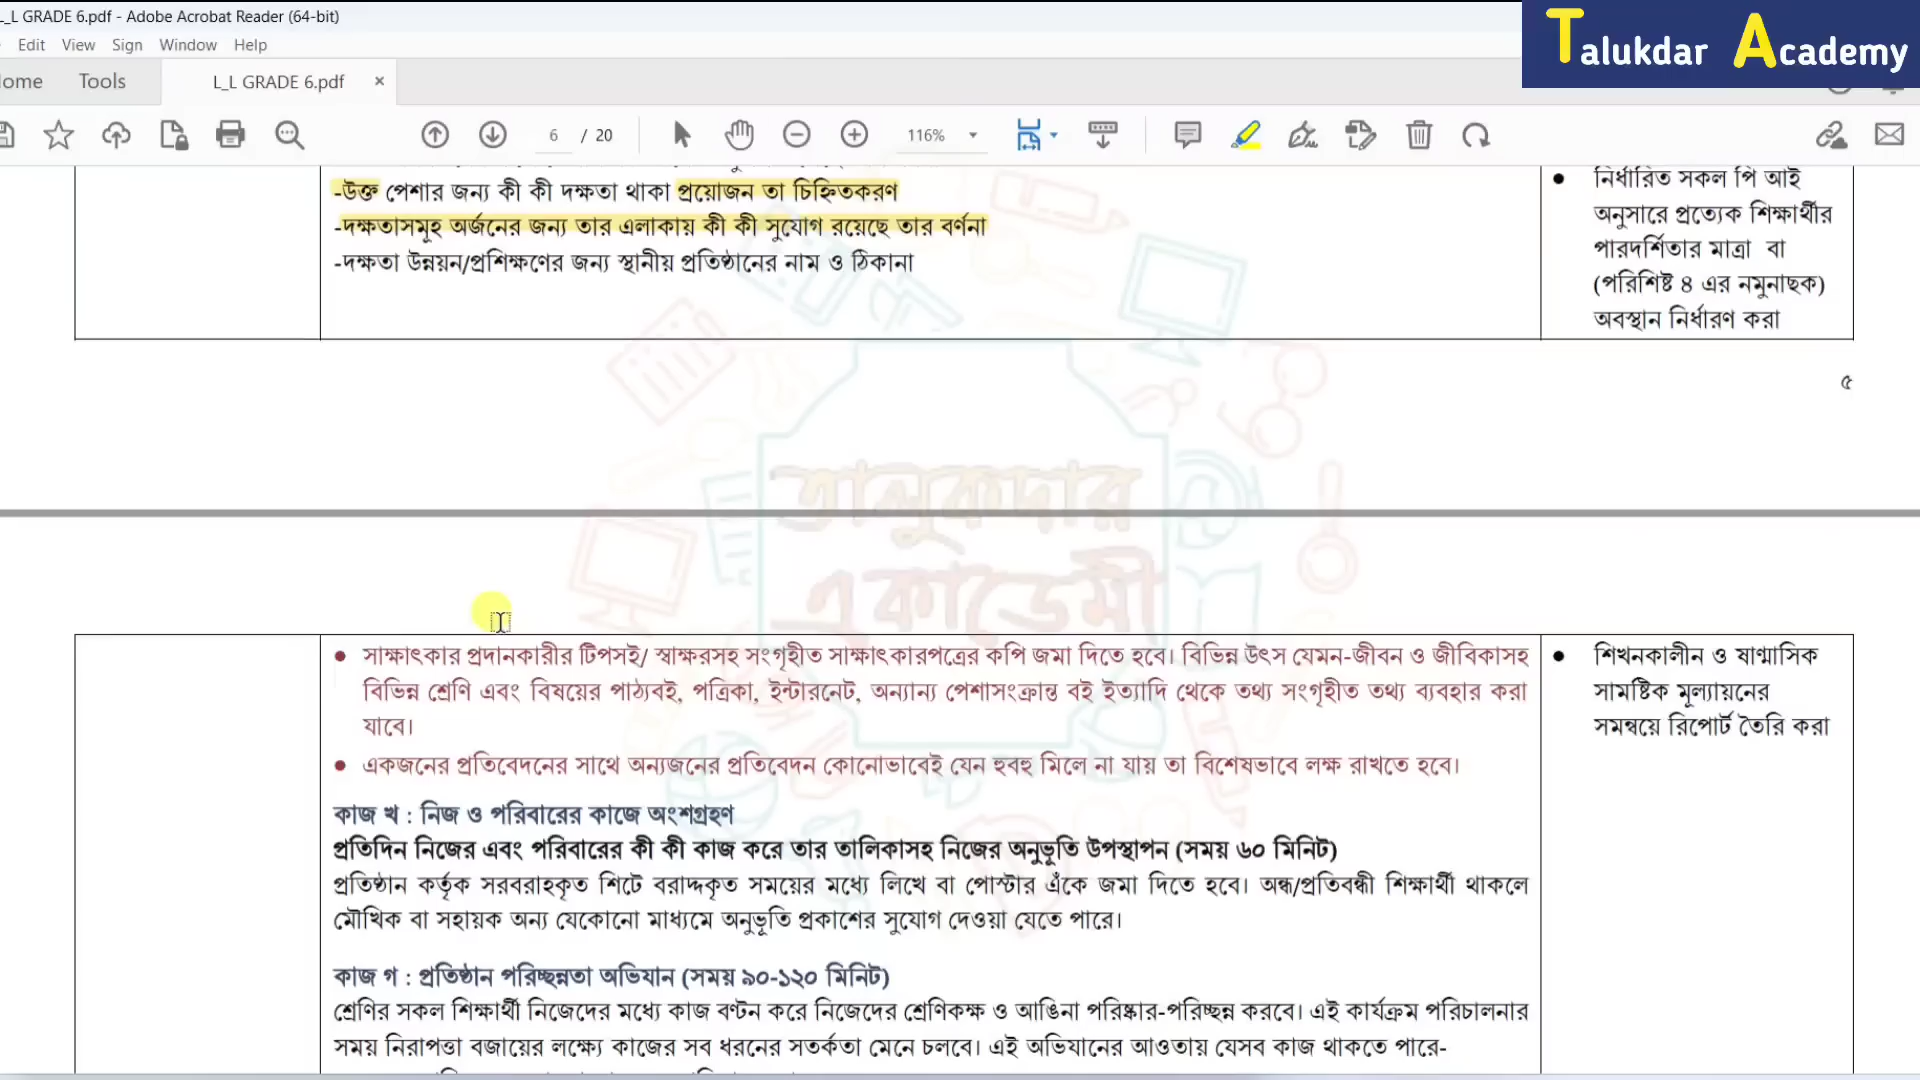 L_L GRADE 6.pdf - Adobe Acrobat Reader (64-bit)
Talukdar Academy
Edit View Sign Window Help
ome Tools L_L GRADE 6.pdf ×
6 / 20 116%
-উক্ত পেশার জন্য কী কী দক্ষতা থাকা প্রয়োজন তা চিহ্নিতকরণ
-দক্ষতাসমূহ অর্জনের জন্য তার এলাকায় কী কী সুযোগ রয়েছে তার বর্ণনা
-দক্ষতা উন্নয়ন/প্রশিক্ষণের জন্য স্থানীয় প্রতিষ্ঠানের নাম ও ঠিকানা
● নির্ধারিত সকল পি আই
অনুসারে প্রত্যেক শিক্ষার্থীর
পারদর্শিতার মাত্রা বা
(পরিশিষ্ট ৪ এর নমুনাছক)
অবস্থান নির্ধারণ করা
৫
তালুকদার
একাডেমী
● সাক্ষাৎকার প্রদানকারীর টিপসই/ স্বাক্ষরসহ সংগৃহীত সাক্ষাৎকারপত্রের কপি জমা দিতে হবে। বিভিন্ন উৎস যেমন-জীবন ও জীবিকাসহ
বিভিন্ন শ্রেণি এবং বিষয়ের পাঠ্যবই, পত্রিকা, ইন্টারনেট, অন্যান্য পেশাসংক্রান্ত বই ইত্যাদি থেকে তথ্য সংগৃহীত তথ্য ব্যবহার করা
যাবে।
● একজনের প্রতিবেদনের সাথে অন্যজনের প্রতিবেদন কোনোভাবেই যেন হুবহু মিলে না যায় তা বিশেষভাবে লক্ষ রাখতে হবে।
কাজ খ : নিজ ও পরিবারের কাজে অংশগ্রহণ
প্রতিদিন নিজের এবং পরিবারের কী কী কাজ করে তার তালিকাসহ নিজের অনুভূতি উপস্থাপন (সময় ৬০ মিনিট)
প্রতিষ্ঠান কর্তৃক সরবরাহকৃত শিটে বরাদ্দকৃত সময়ের মধ্যে লিখে বা পোস্টার এঁকে জমা দিতে হবে। অন্ধ/প্রতিবন্ধী শিক্ষার্থী থাকলে
মৌখিক বা সহায়ক অন্য যেকোনো মাধ্যমে অনুভূতি প্রকাশের সুযোগ দেওয়া যেতে পারে।
কাজ গ : প্রতিষ্ঠান পরিচ্ছন্নতা অভিযান (সময় ৯০-১২০ মিনিট)
শ্রেণির সকল শিক্ষার্থী নিজেদের মধ্যে কাজ বণ্টন করে নিজেদের শ্রেণিকক্ষ ও আঙিনা পরিষ্কার-পরিচ্ছন্ন করবে। এই কার্যক্রম পরিচালনার
সময় নিরাপত্তা বজায়ের লক্ষ্যে কাজের সব ধরনের সতর্কতা মেনে চলবে। এই অভিযানের আওতায় যেসব কাজ থাকতে পারে-
● শিখনকালীন ও ষাণ্মাসিক
সামষ্টিক মূল্যায়নের
সমন্বয়ে রিপোর্ট তৈরি করা